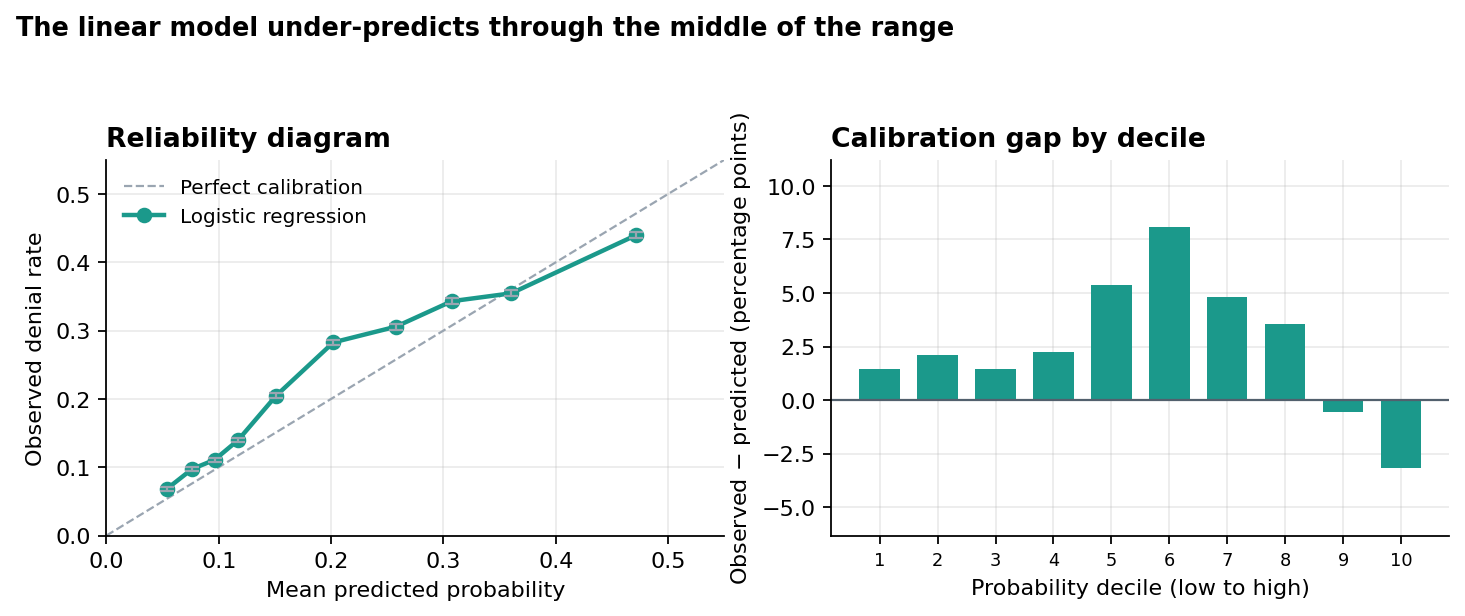 The linear model under-predicts through the middle of the range
Reliability diagram
Perfect calibration
Logistic regression
Observed denial rate
0.5
0.4
0.3
0.2
0.1
0.0
0.0 0.1 0.2 0.3 0.4 0.5
Mean predicted probability
Calibration gap by decile
Observed − predicted (percentage points)
10.0
7.5
5.0
2.5
0.0
−2.5
−5.0
1 2 3 4 5 6 7 8 9 10
Probability decile (low to high)